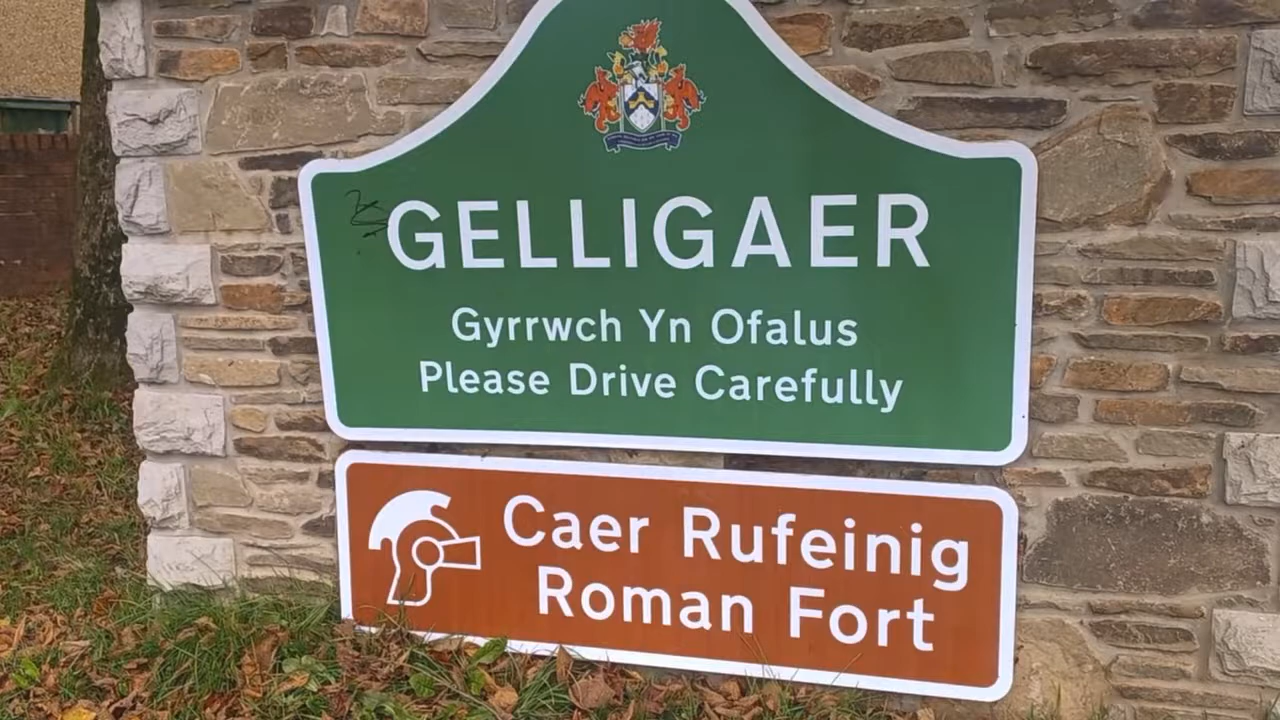 GELLIGAER
Gyrrwch Yn Ofalus
Please Drive Carefully
Caer Rufeinig
Roman Fort